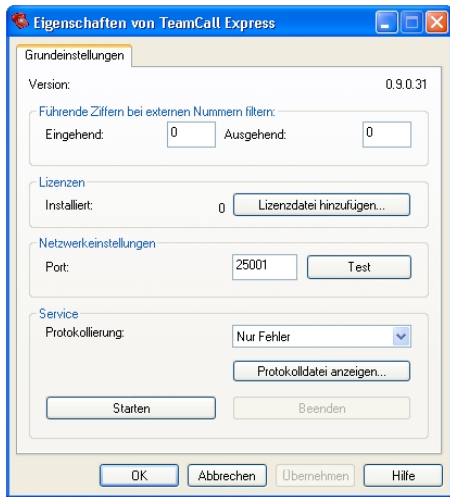 Eigenschaften von TeamCall Express
Grundeinstellungen
Version: 0.9.0.31
Führende Ziffern bei externen Nummern filtern:
Eingehend: 0 Ausgehend: 0
Lizenzen
Installiert: 0 Lizenzdatei hinzufügen...
Netzwerkeinstellungen
Port: 25001 Test
Service
Protokollierung: Nur Fehler
Protokolldatei anzeigen...
Starten Beenden
OK Abbrechen Übernehmen Hilfe